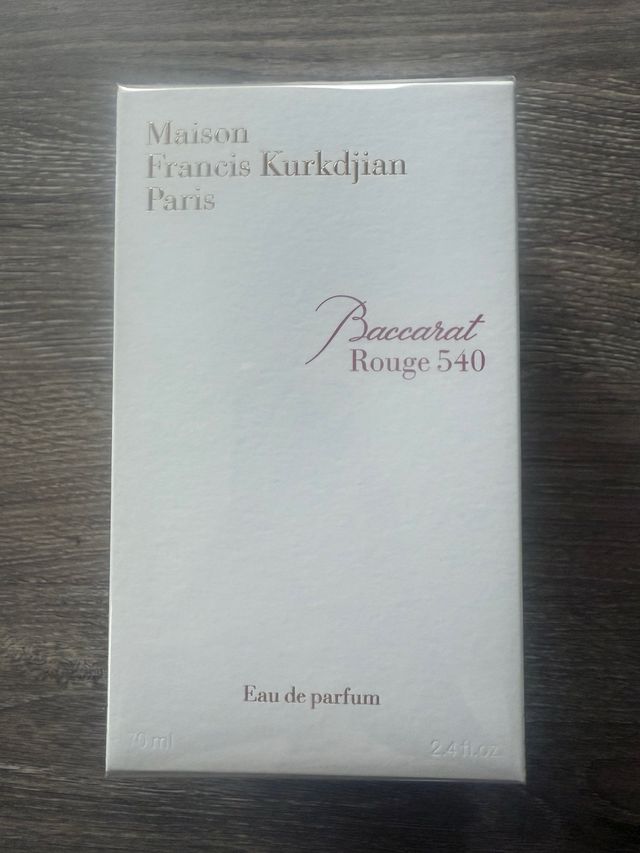 Maison
Francis Kurkdjian
Paris
Baccarat
Rouge 540
Eau de parfum
70 ml
2.4 fl.oz